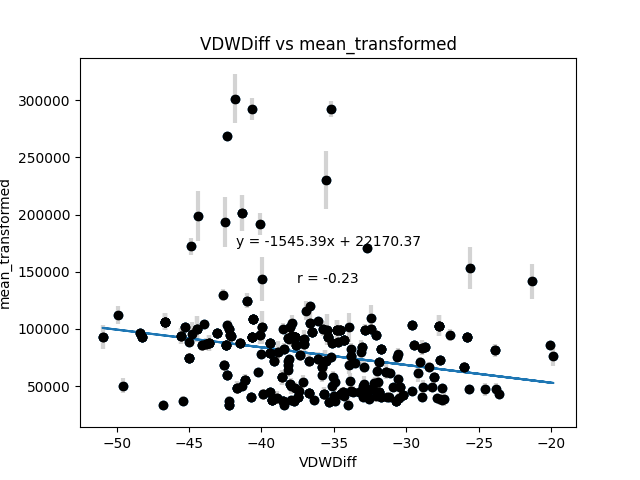 VDWDiff vs mean_transformed
300000
250000
200000
150000
100000
50000
mean_transformed
y = -1545.39x + 22170.37
r = -0.23
−50
−45
−40
−35
−30
−25
−20
VDWDiff